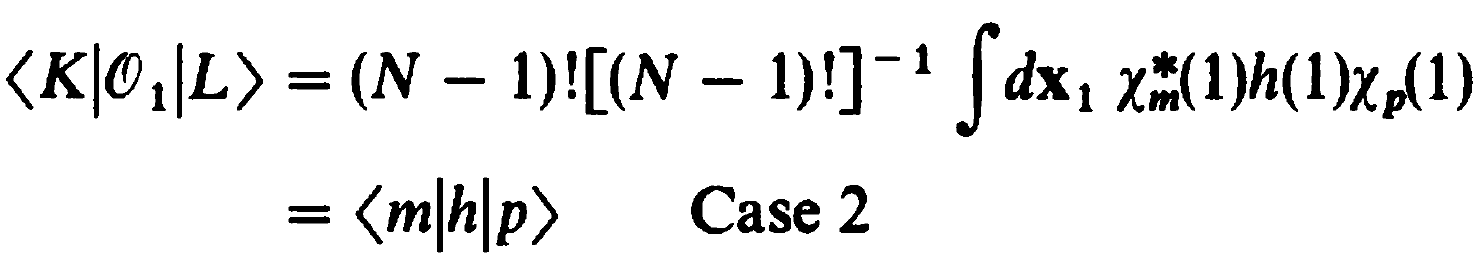 ⟨K|𝒪₁|L⟩ = (N − 1)![(N − 1)!]⁻¹ ∫dx₁ χ*ₘ(1)h(1)χₚ(1)
= ⟨m|h|p⟩ Case 2